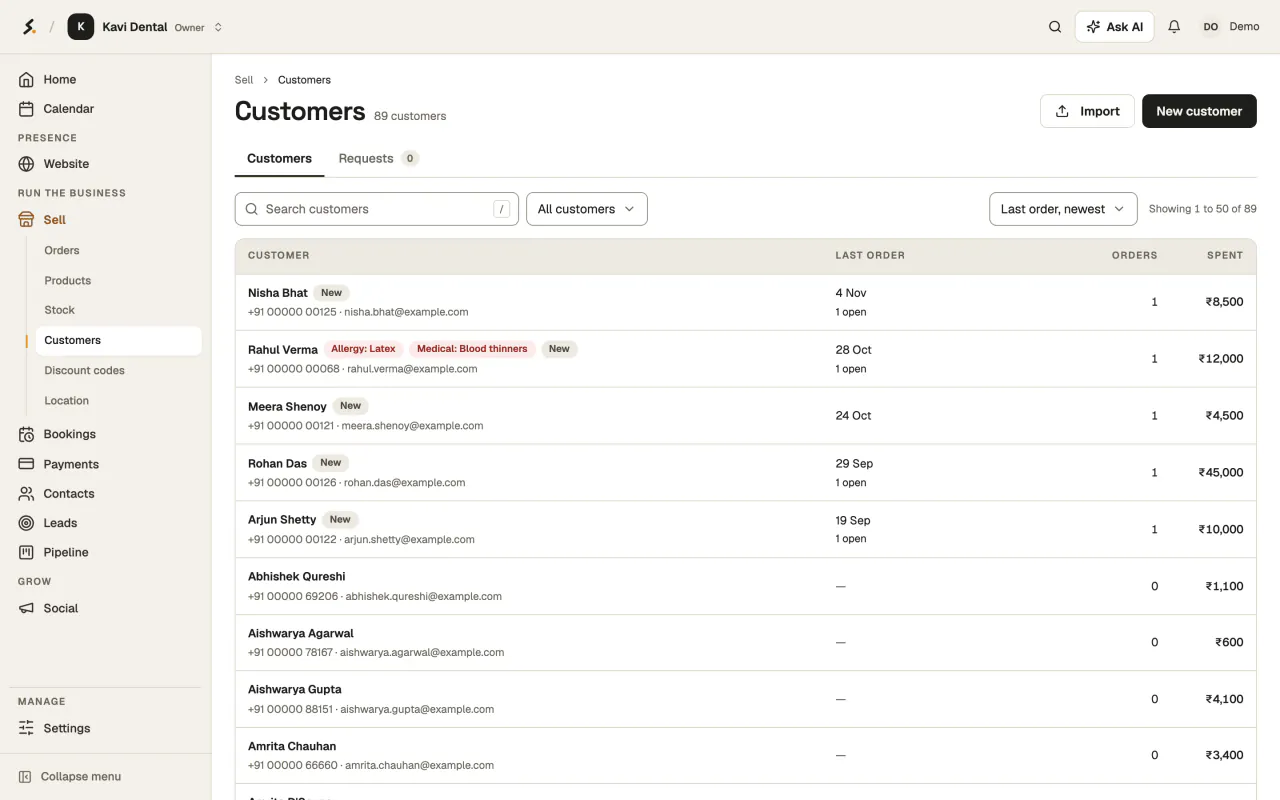 / K Kavi Dental Owner
Ask AI DO Demo
Home
Calendar
PRESENCE
Website
RUN THE BUSINESS
Sell
Orders
Products
Stock
Customers
Discount codes
Location
Bookings
Payments
Contacts
Leads
Pipeline
GROW
Social
MANAGE
Settings
Collapse menu
Sell > Customers
Customers 89 customers
Import New customer
Customers Requests 0
Search customers / All customers Last order, newest Showing 1 to 50 of 89
CUSTOMER LAST ORDER ORDERS SPENT
Nisha Bhat New 4 Nov 1 ₹8,500
+91 00000 00125 · nisha.bhat@example.com 1 open
Rahul Verma Allergy: Latex Medical: Blood thinners New 28 Oct 1 ₹12,000
+91 00000 00068 · rahul.verma@example.com 1 open
Meera Shenoy New 24 Oct 1 ₹4,500
+91 00000 00121 · meera.shenoy@example.com
Rohan Das New 29 Sep 1 ₹45,000
+91 00000 00126 · rohan.das@example.com 1 open
Arjun Shetty New 19 Sep 1 ₹10,000
+91 00000 00122 · arjun.shetty@example.com 1 open
Abhishek Qureshi — 0 ₹1,100
+91 00000 69206 · abhishek.qureshi@example.com
Aishwarya Agarwal — 0 ₹600
+91 00000 78167 · aishwarya.agarwal@example.com
Aishwarya Gupta — 0 ₹4,100
+91 00000 88151 · aishwarya.gupta@example.com
Amrita Chauhan — 0 ₹3,400
+91 00000 66660 · amrita.chauhan@example.com